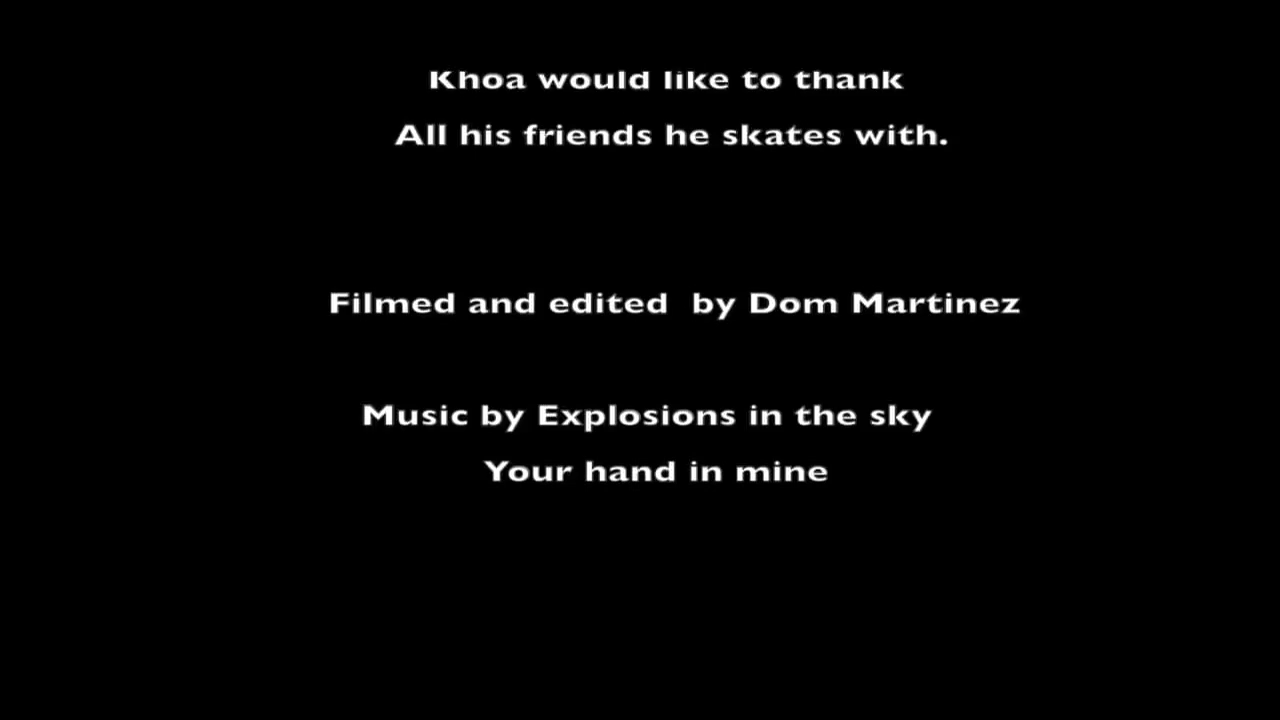 Khoa would like to thank
All his friends he skates with.
Filmed and edited  by Dom Martinez
Music by Explosions in the sky
Your hand in mine